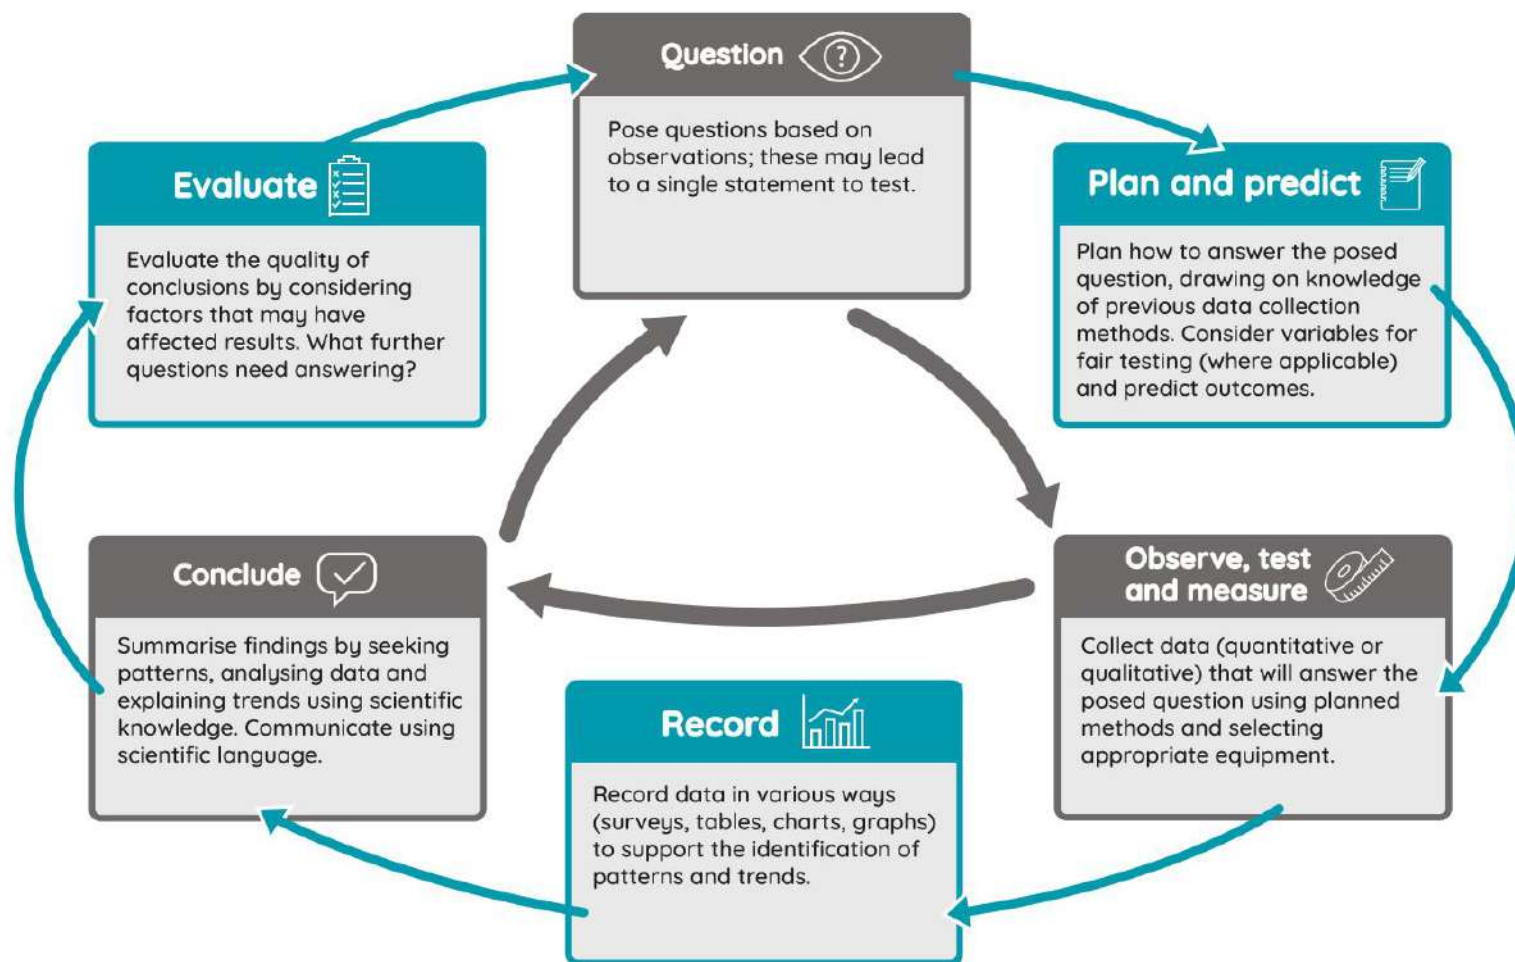 Question
?
Pose questions based on
observations; these may lead
to a single statement to test.
Plan and predict
Plan how to answer the posed
question, drawing on knowledge
of previous data collection
methods. Consider variables for
fair testing (where applicable)
and predict outcomes.
Observe, test
and measure
Collect data (quantitative or
qualitative) that will answer the
posed question using planned
methods and selecting
appropriate equipment.
Record
Record data in various ways
(surveys, tables, charts, graphs)
to support the identification of
patterns and trends.
Conclude
Summarise findings by seeking
patterns, analysing data and
explaining trends using scientific
knowledge. Communicate using
scientific language.
Evaluate
Evaluate the quality of
conclusions by considering
factors that may have
affected results. What further
questions need answering?